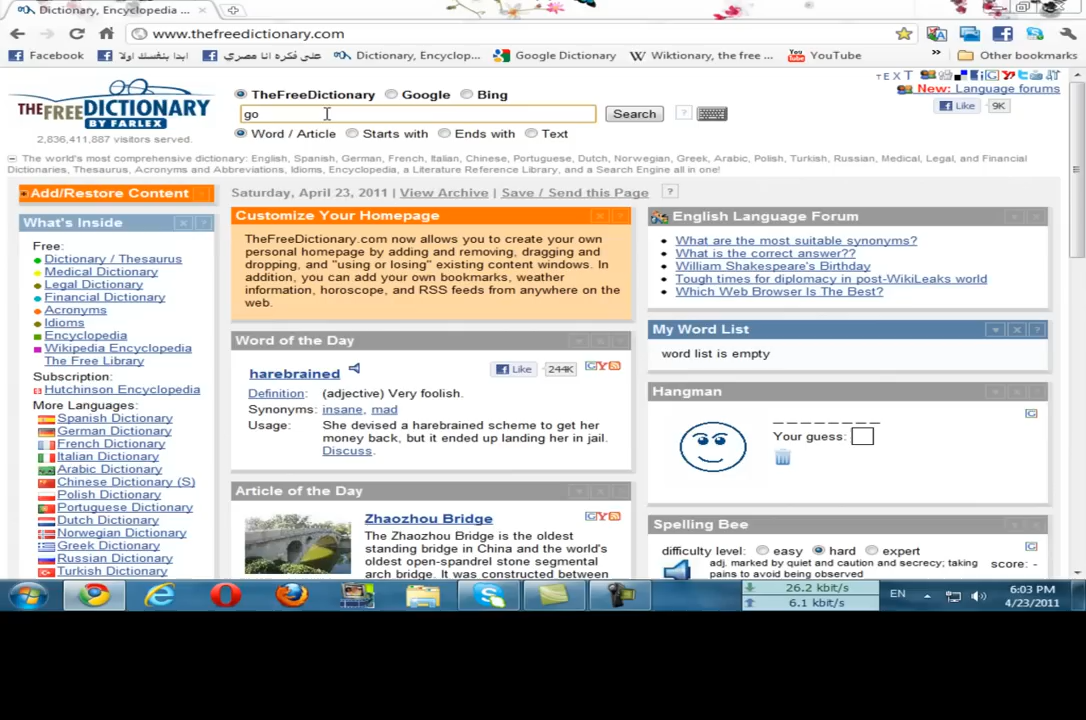 Dictionary, Encyclopedia ...
www.thefreedictionary.com
Facebook
ابدا بنفسك اولا
على فكره انا مصري
Dictionary, Encyclop...
Google Dictionary
Wiktionary, the free ...
YouTube
Other bookmarks
THE FREE DICTIONARY
BY FARLEX
2,836,411,887 visitors served.
TheFreeDictionary Google Bing
go
Search
?
Word / Article Starts with Ends with Text
TEXT
New: Language forums
Like 9K
The world's most comprehensive dictionary: English, Spanish, German, French, Italian, Chinese, Portuguese, Dutch, Norwegian, Greek, Arabic, Polish, Turkish, Russian, Medical, Legal, and Financial
Dictionaries, Thesaurus, Acronyms and Abbreviations, Idioms, Encyclopedia, a Literature Reference Library, and a Search Engine all in one!
Add/Restore Content
Saturday, April 23, 2011 | View Archive | Save / Send this Page ?
What's Inside
Free:
Dictionary / Thesaurus
Medical Dictionary
Legal Dictionary
Financial Dictionary
Acronyms
Idioms
Encyclopedia
Wikipedia Encyclopedia
The Free Library
Subscription:
Hutchinson Encyclopedia
More Languages:
Spanish Dictionary
German Dictionary
French Dictionary
Italian Dictionary
Arabic Dictionary
Chinese Dictionary (S)
Polish Dictionary
Portuguese Dictionary
Dutch Dictionary
Norwegian Dictionary
Greek Dictionary
Russian Dictionary
Turkish Dictionary
Customize Your Homepage
TheFreeDictionary.com now allows you to create your own
personal homepage by adding and removing, dragging and
dropping, and "using or losing" existing content windows. In
addition, you can add your own bookmarks, weather
information, horoscope, and RSS feeds from anywhere on the
web.
Word of the Day
harebrained
Like 244K
Definition: (adjective) Very foolish.
Synonyms: insane, mad
Usage: She devised a harebrained scheme to get her
money back, but it ended up landing her in jail.
Discuss.
Article of the Day
Zhaozhou Bridge
The Zhaozhou Bridge is the oldest
standing bridge in China and the world's
oldest open-spandrel stone segmental
arch bridge. It was constructed between
English Language Forum
What are the most suitable synonyms?
What is the correct answer??
William Shakespeare's Birthday
Tough times for diplomacy in post-WikiLeaks world
Which Web Browser Is The Best?
My Word List
word list is empty
Hangman
Your guess:
Spelling Bee
difficulty level: easy hard expert
adj. marked by quiet and caution and secrecy; taking
pains to avoid being observed
score: -
26.2 kbit/s
6.1 kbit/s
EN
6:03 PM
4/23/2011